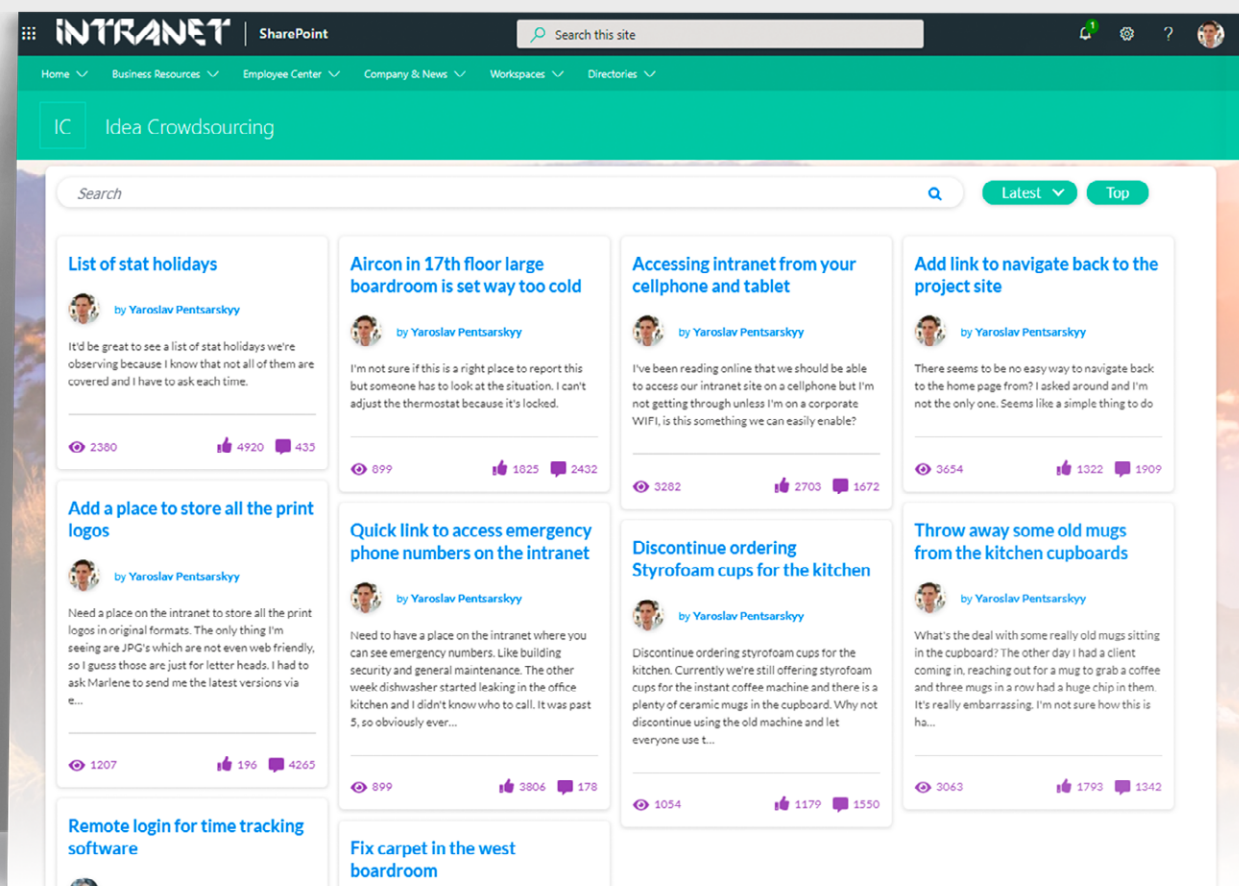 INTRANET
SharePoint
Search this site
1
?
Home
Business Resources
Employee Center
Company & News
Workspaces
Directories
IC
Idea Crowdsourcing
Search
Latest
Top
List of stat holidays
by Yaroslav Pentsarskyy
It'd be great to see a list of stat holidays we're
observing because I know that not all of them are
covered and I have to ask each time.
2380
4920
435
Aircon in 17th floor large
boardroom is set way too cold
by Yaroslav Pentsarskyy
I'm not sure if this is a right place to report this
but someone has to look at the situation. I can't
adjust the thermostat because it's locked.
899
1825
2432
Accessing intranet from your
cellphone and tablet
by Yaroslav Pentsarskyy
I've been reading online that we should be able
to access our intranet site on a cellphone but I'm
not getting through unless I'm on a corporate
WIFI, is this something we can easily enable?
3282
2703
1672
Add link to navigate back to the
project site
by Yaroslav Pentsarskyy
There seems to be no easy way to navigate back
to the home page from? I asked around and I'm
not the only one. Seems like a simple thing to do
3654
1322
1909
Add a place to store all the print
logos
by Yaroslav Pentsarskyy
Need a place on the intranet to store all the print
logos in original formats. The only thing I'm
seeing are JPG's which are not even web friendly,
so I guess those are just for letter heads. I had to
ask Marlene to send me the latest versions via
e...
1207
196
4265
Quick link to access emergency
phone numbers on the intranet
by Yaroslav Pentsarskyy
Need to have a place on the intranet where you
can see emergency numbers. Like building
security and general maintenance. The other
week dishwasher started leaking in the office
kitchen and I didn't know who to call. It was past
5, so obviously ever...
899
3806
178
Discontinue ordering
Styrofoam cups for the kitchen
by Yaroslav Pentsarskyy
Discontinue ordering styrofoam cups for the
kitchen. Currently we're still offering styrofoam
cups for the instant coffee machine and there is a
plenty of ceramic mugs in the cupboard. Why not
discontinue using the old machine and let
everyone use t...
1054
1179
1550
Throw away some old mugs
from the kitchen cupboards
by Yaroslav Pentsarskyy
What's the deal with some really old mugs sitting
in the cupboard? The other day I had a client
coming in, reaching out for a mug to grab a coffee
and three mugs in a row had a huge chip in them.
It's really embarrassing. I'm not sure how this is
ha...
3063
1793
1342
Remote login for time tracking
software
Fix carpet in the west
boardroom